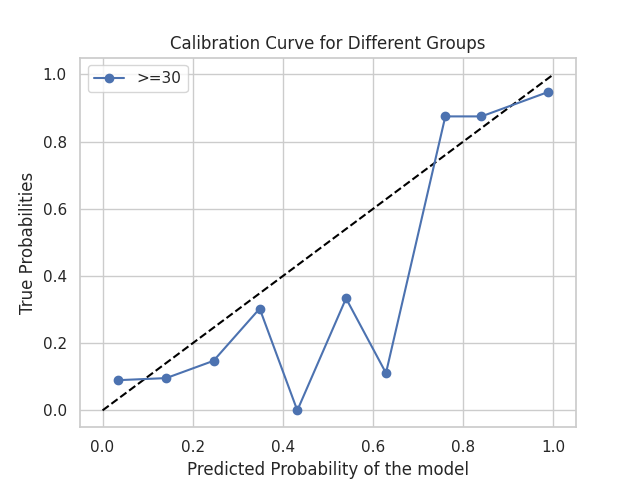 Calibration Curve for Different Groups
>=30
1.0
0.8
0.6
0.4
0.2
0.0
True Probabilities
0.0 0.2 0.4 0.6 0.8 1.0
Predicted Probability of the model